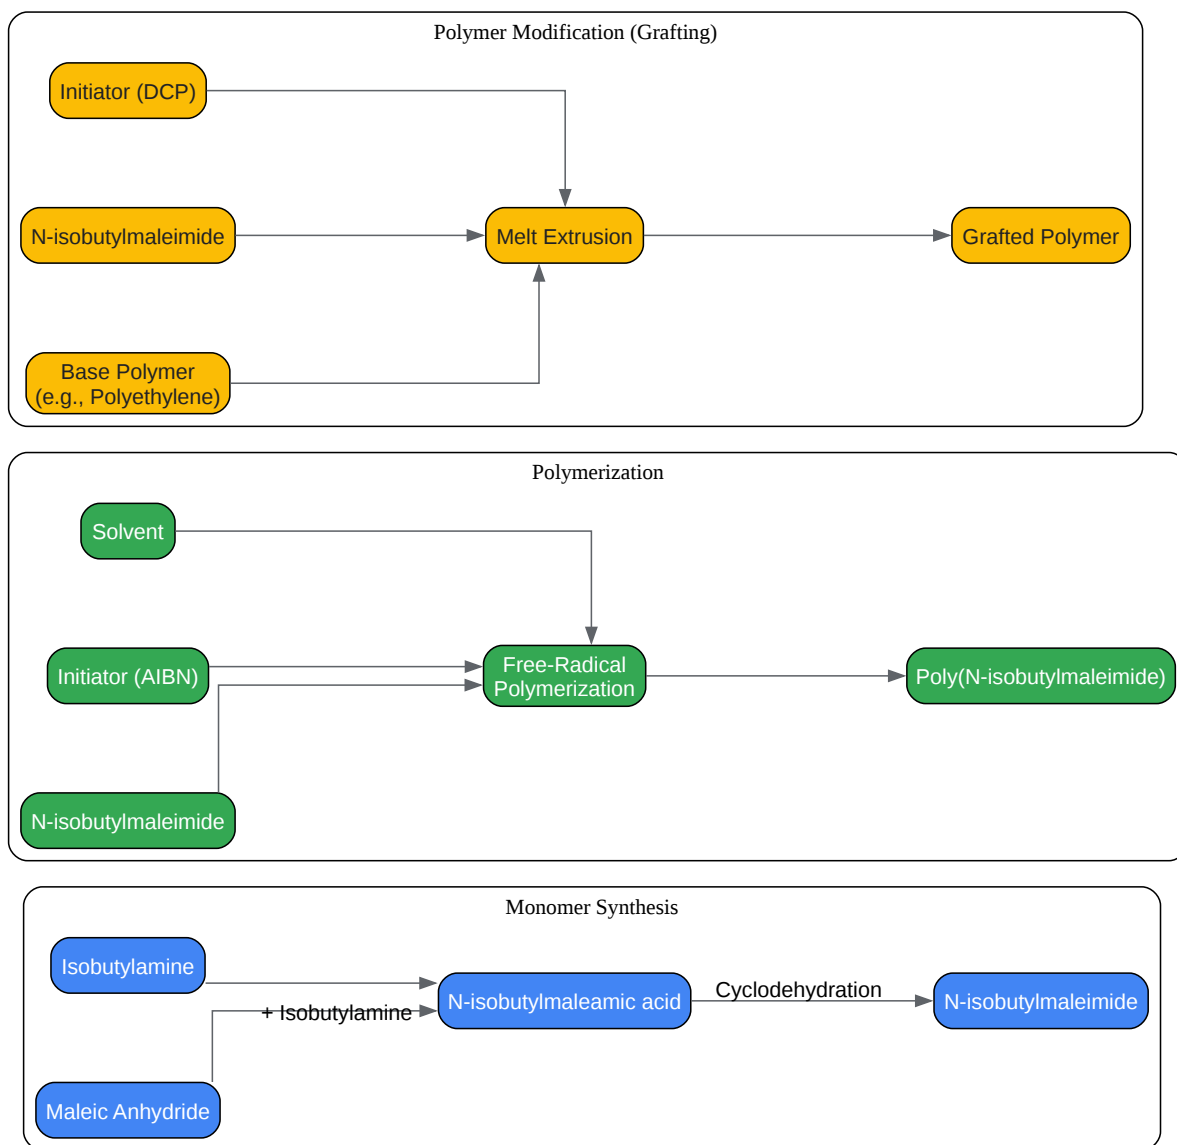 Polymer Modification (Grafting)
Initiator (DCP)
N-isobutylmaleimide
Melt Extrusion
Grafted Polymer
Base Polymer
(e.g., Polyethylene)
Polymerization
Solvent
Initiator (AIBN)
Free-Radical
Polymerization
Poly(N-isobutylmaleimide)
N-isobutylmaleimide
Monomer Synthesis
Isobutylamine
+ Isobutylamine
N-isobutylmaleamic acid
Cyclodehydration
N-isobutylmaleimide
Maleic Anhydride